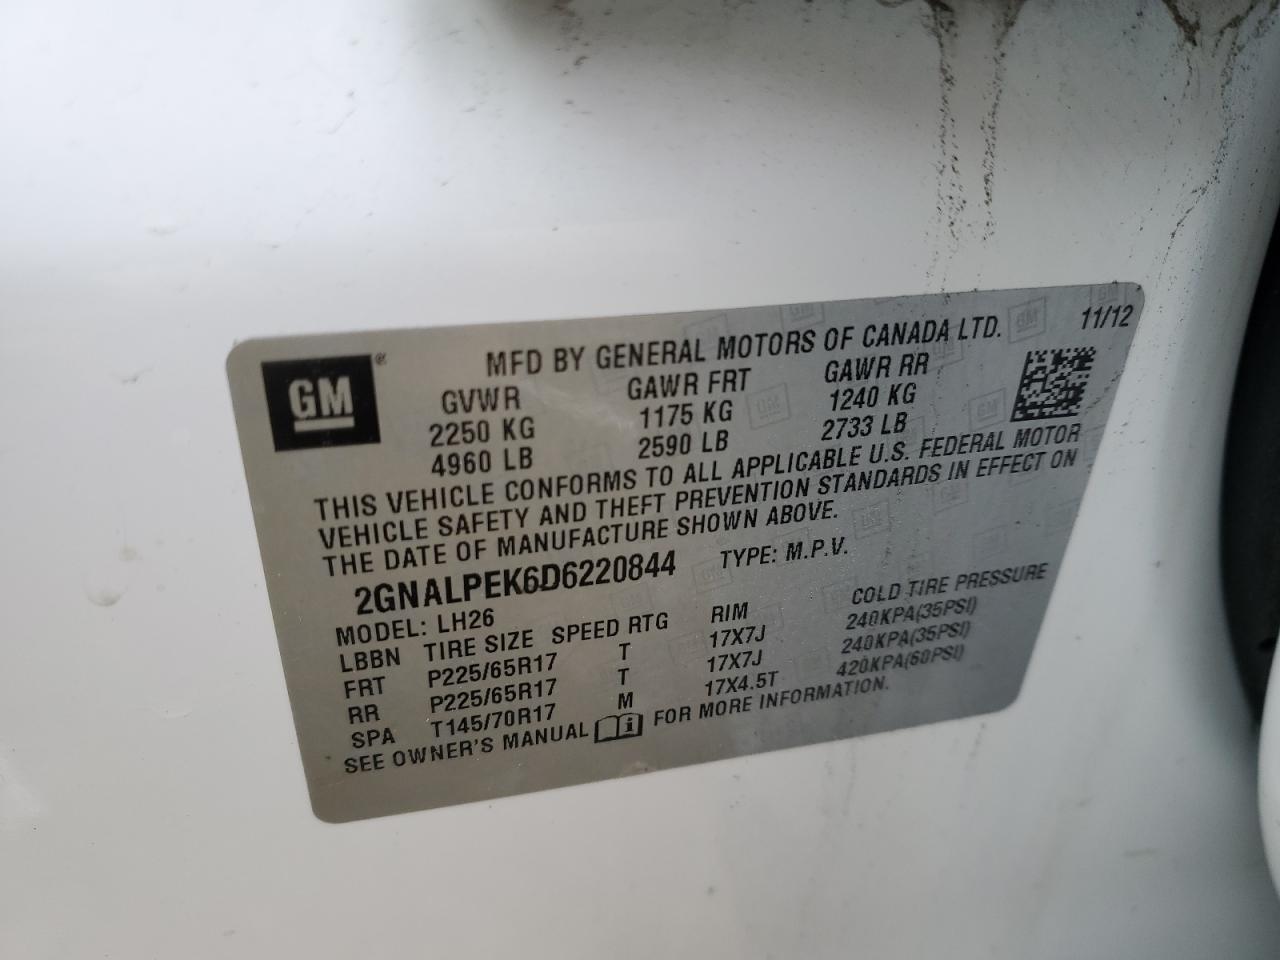 GM ®
MFD BY GENERAL MOTORS OF CANADA LTD. 11/12
GVWR GAWR FRT GAWR RR
2250 KG 1175 KG 1240 KG
4960 LB 2590 LB 2733 LB
THIS VEHICLE CONFORMS TO ALL APPLICABLE U.S. FEDERAL MOTOR
VEHICLE SAFETY AND THEFT PREVENTION STANDARDS IN EFFECT ON
THE DATE OF MANUFACTURE SHOWN ABOVE.
2GNALPEK6D6220844 TYPE: M.P.V.
MODEL: LH26
LBBN TIRE SIZE SPEED RTG RIM COLD TIRE PRESSURE
FRT P225/65R17 T 17X7J 240KPA(35PSI)
RR P225/65R17 T 17X7J 240KPA(35PSI)
SPA T145/70R17 M 17X4.5T 420KPA(60PSI)
SEE OWNER'S MANUAL i FOR MORE INFORMATION.